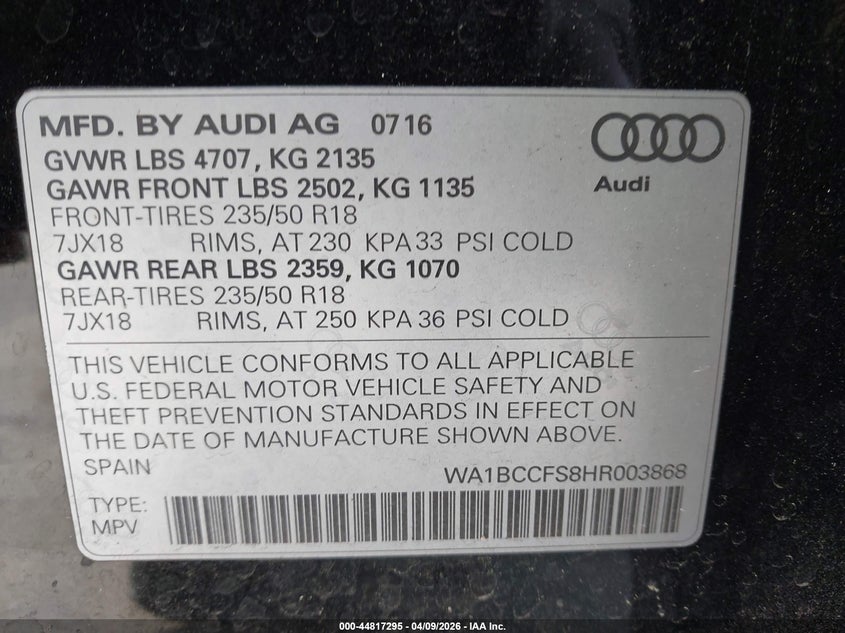 MFD. BY AUDI AG 0716
GVWR LBS 4707, KG 2135
GAWR FRONT LBS 2502, KG 1135
FRONT-TIRES 235/50 R18
7JX18 RIMS, AT 230 KPA 33 PSI COLD
GAWR REAR LBS 2359, KG 1070
REAR-TIRES 235/50 R18
7JX18 RIMS, AT 250 KPA 36 PSI COLD
Audi
THIS VEHICLE CONFORMS TO ALL APPLICABLE
U.S. FEDERAL MOTOR VEHICLE SAFETY AND
THEFT PREVENTION STANDARDS IN EFFECT ON
THE DATE OF MANUFACTURE SHOWN ABOVE.
SPAIN WA1BCCFS8HR003868
TYPE:
MPV
000-44817295 - 04/09/2026 - IAA Inc.